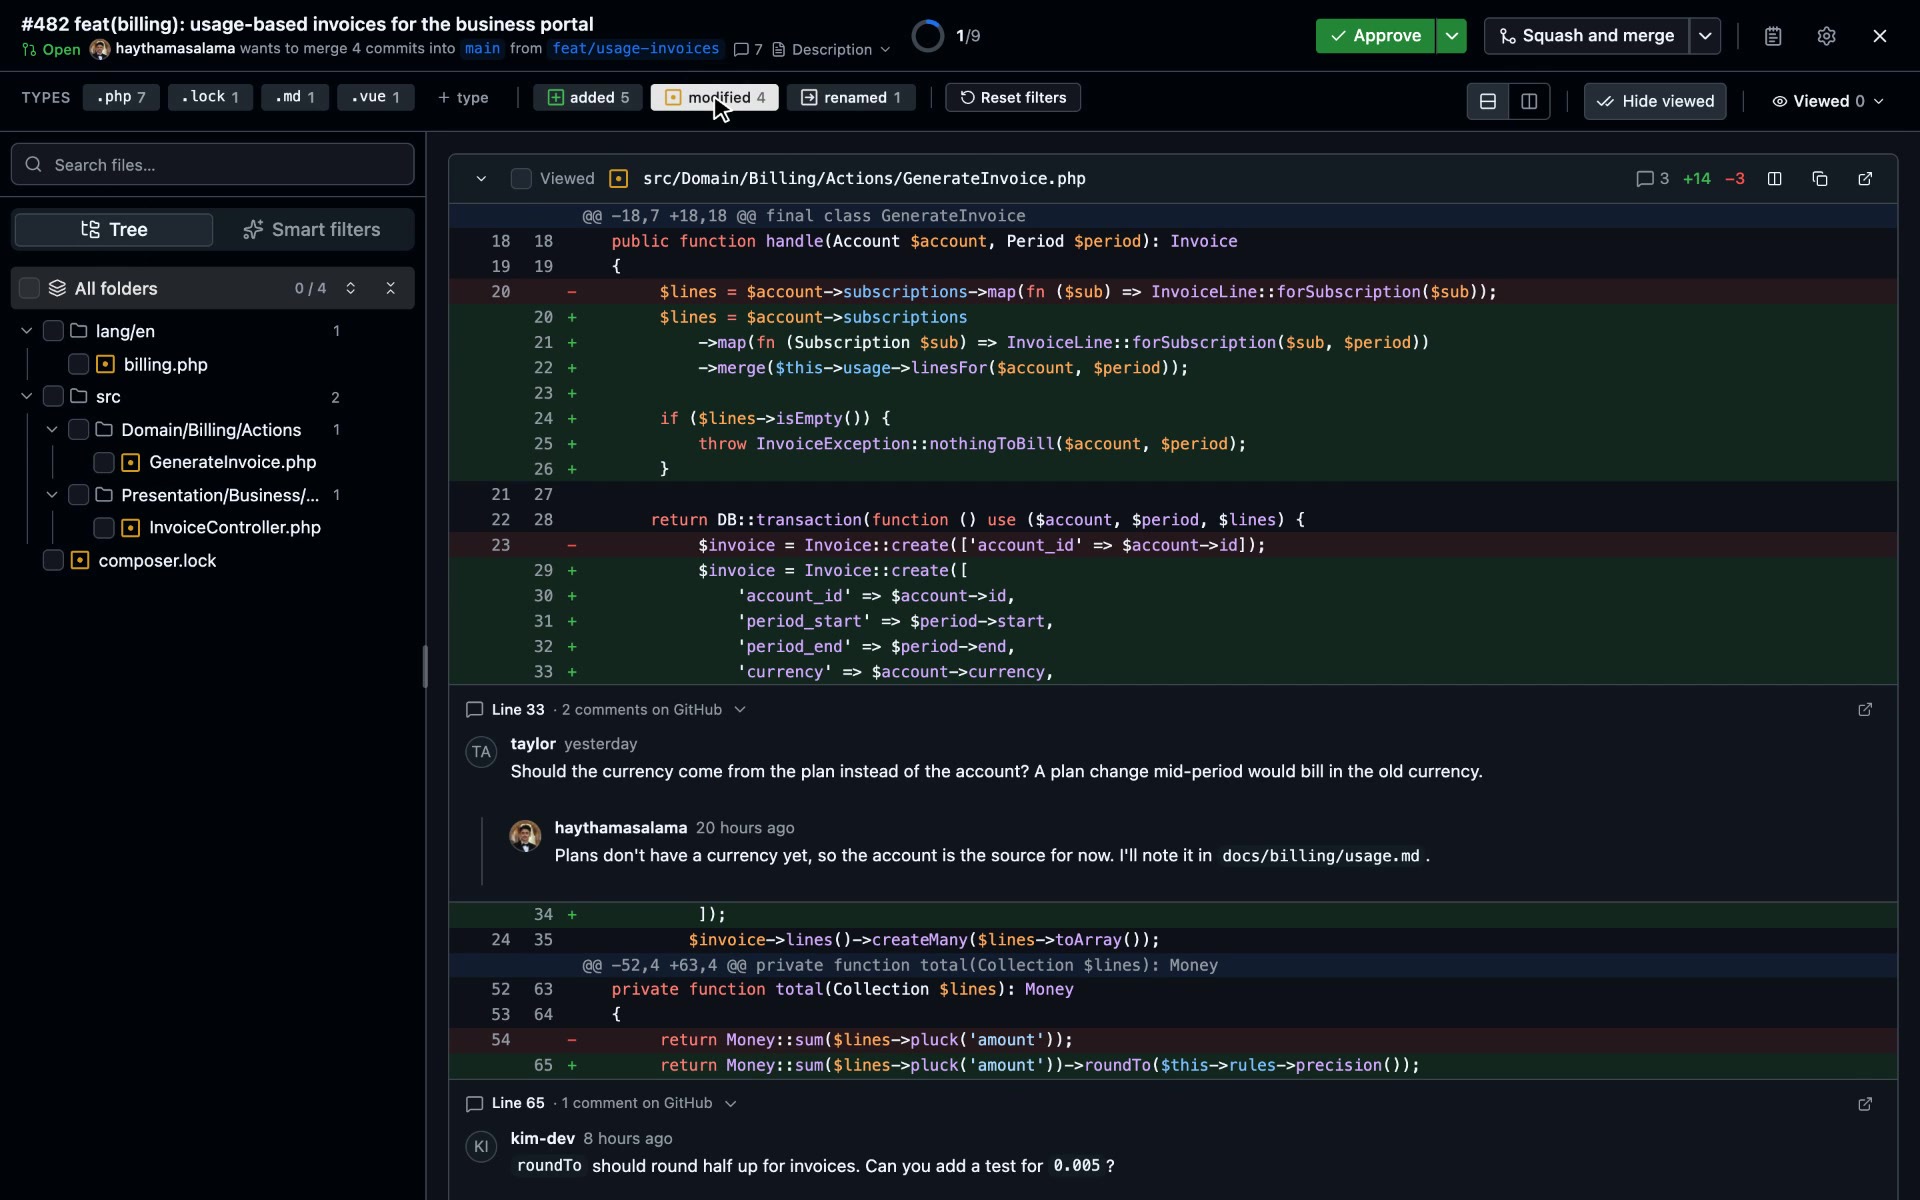 #482 feat(billing): usage-based invoices for the business portal
Open haythamasalama wants to merge 4 commits into main from feat/usage-invoices 7 Description
1/9
Approve
Squash and merge
TYPES .php 7 .lock 1 .md 1 .vue 1 + type added 5 modified 4 renamed 1 Reset filters
Hide viewed Viewed 0
Search files...
Tree Smart filters
All folders 0 / 4
lang/en 1
billing.php
src 2
Domain/Billing/Actions 1
GenerateInvoice.php
Presentation/Business/... 1
InvoiceController.php
composer.lock
Viewed src/Domain/Billing/Actions/GenerateInvoice.php 3 +14 -3
@@ -18,7 +18,18 @@ final class GenerateInvoice
18 18 public function handle(Account $account, Period $period): Invoice
19 19 {
20 - $lines = $account->subscriptions->map(fn ($sub) => InvoiceLine::forSubscription($sub));
20 + $lines = $account->subscriptions
21 + ->map(fn (Subscription $sub) => InvoiceLine::forSubscription($sub, $period))
22 + ->merge($this->usage->linesFor($account, $period));
23 +
24 + if ($lines->isEmpty()) {
25 + throw InvoiceException::nothingToBill($account, $period);
26 + }
21 27
22 28 return DB::transaction(function () use ($account, $period, $lines) {
23 - $invoice = Invoice::create(['account_id' => $account->id]);
29 + $invoice = Invoice::create([
30 + 'account_id' => $account->id,
31 + 'period_start' => $period->start,
32 + 'period_end' => $period->end,
33 + 'currency' => $account->currency,
Line 33 · 2 comments on GitHub
TA taylor yesterday
Should the currency come from the plan instead of the account? A plan change mid-period would bill in the old currency.
haythamasalama 20 hours ago
Plans don't have a currency yet, so the account is the source for now. I'll note it in docs/billing/usage.md .
34 + ]);
24 35 $invoice->lines()->createMany($lines->toArray());
@@ -52,4 +63,4 @@ private function total(Collection $lines): Money
52 63 private function total(Collection $lines): Money
53 64 {
54 - return Money::sum($lines->pluck('amount'));
65 + return Money::sum($lines->pluck('amount'))->roundTo($this->rules->precision());
Line 65 · 1 comment on GitHub
KI kim-dev 8 hours ago
roundTo should round half up for invoices. Can you add a test for 0.005 ?